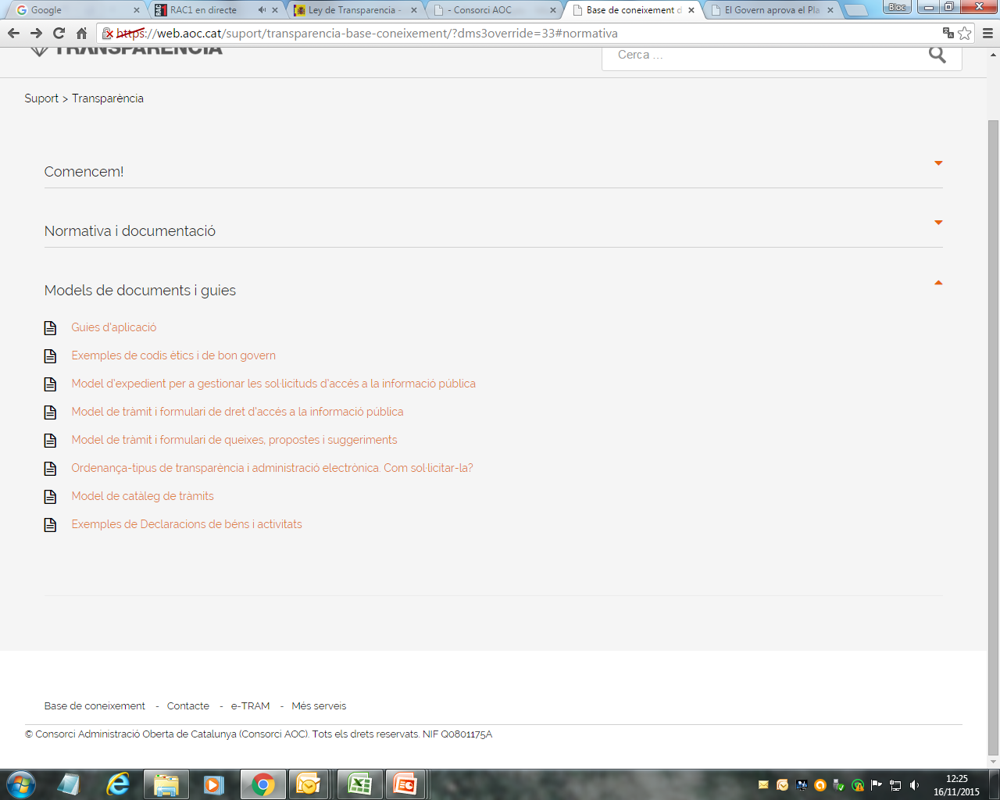 Google
RAC1 en directe
Ley de Transparencia -
- Consorci AOC
Base de coneixement d
El Govern aprova el Pla
Bloc
https://web.aoc.cat/suport/transparencia-base-coneixement/?dms3override=33#normativa
TRANSPARÈNCIA
Cerca ...
Suport > Transparència
Comencem!
Normativa i documentació
Models de documents i guies
Guies d'aplicació
Exemples de codis ètics i de bon govern
Model d'expedient per a gestionar les sol·licituds d'accés a la informació pública
Model de tràmit i formulari de dret d'accés a la informació pública
Model de tràmit i formulari de queixes, propostes i suggeriments
Ordenança-tipus de transparència i administració electrònica. Com sol·licitar-la?
Model de catàleg de tràmits
Exemples de Declaracions de béns i activitats
Base de coneixement - Contacte - e-TRAM - Més serveis
© Consorci Administració Oberta de Catalunya (Consorci AOC). Tots els drets reservats. NIF Q0801175A
12:25
16/11/2015